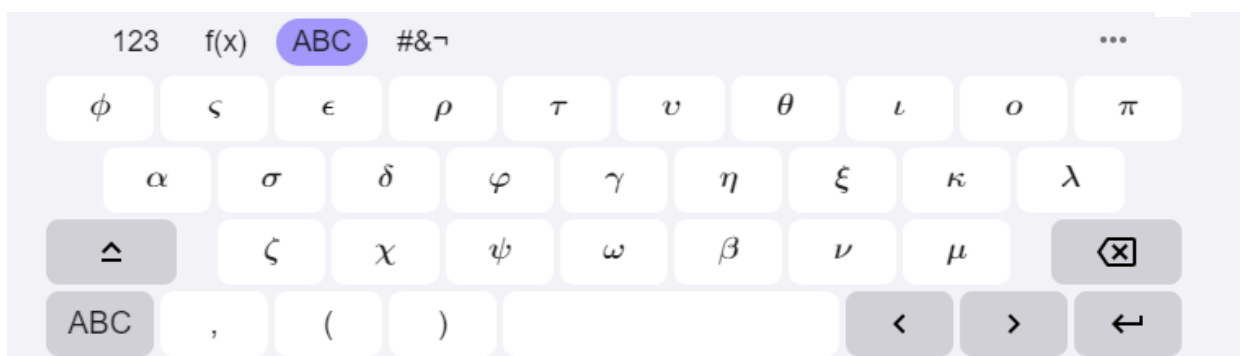 123 f(x) ABC #&¬ •••
ϕ ς ϵ ρ τ υ θ ι ο π
α σ δ φ γ η ξ κ λ
ζ χ ψ ω β ν μ
ABC , ( ) < >